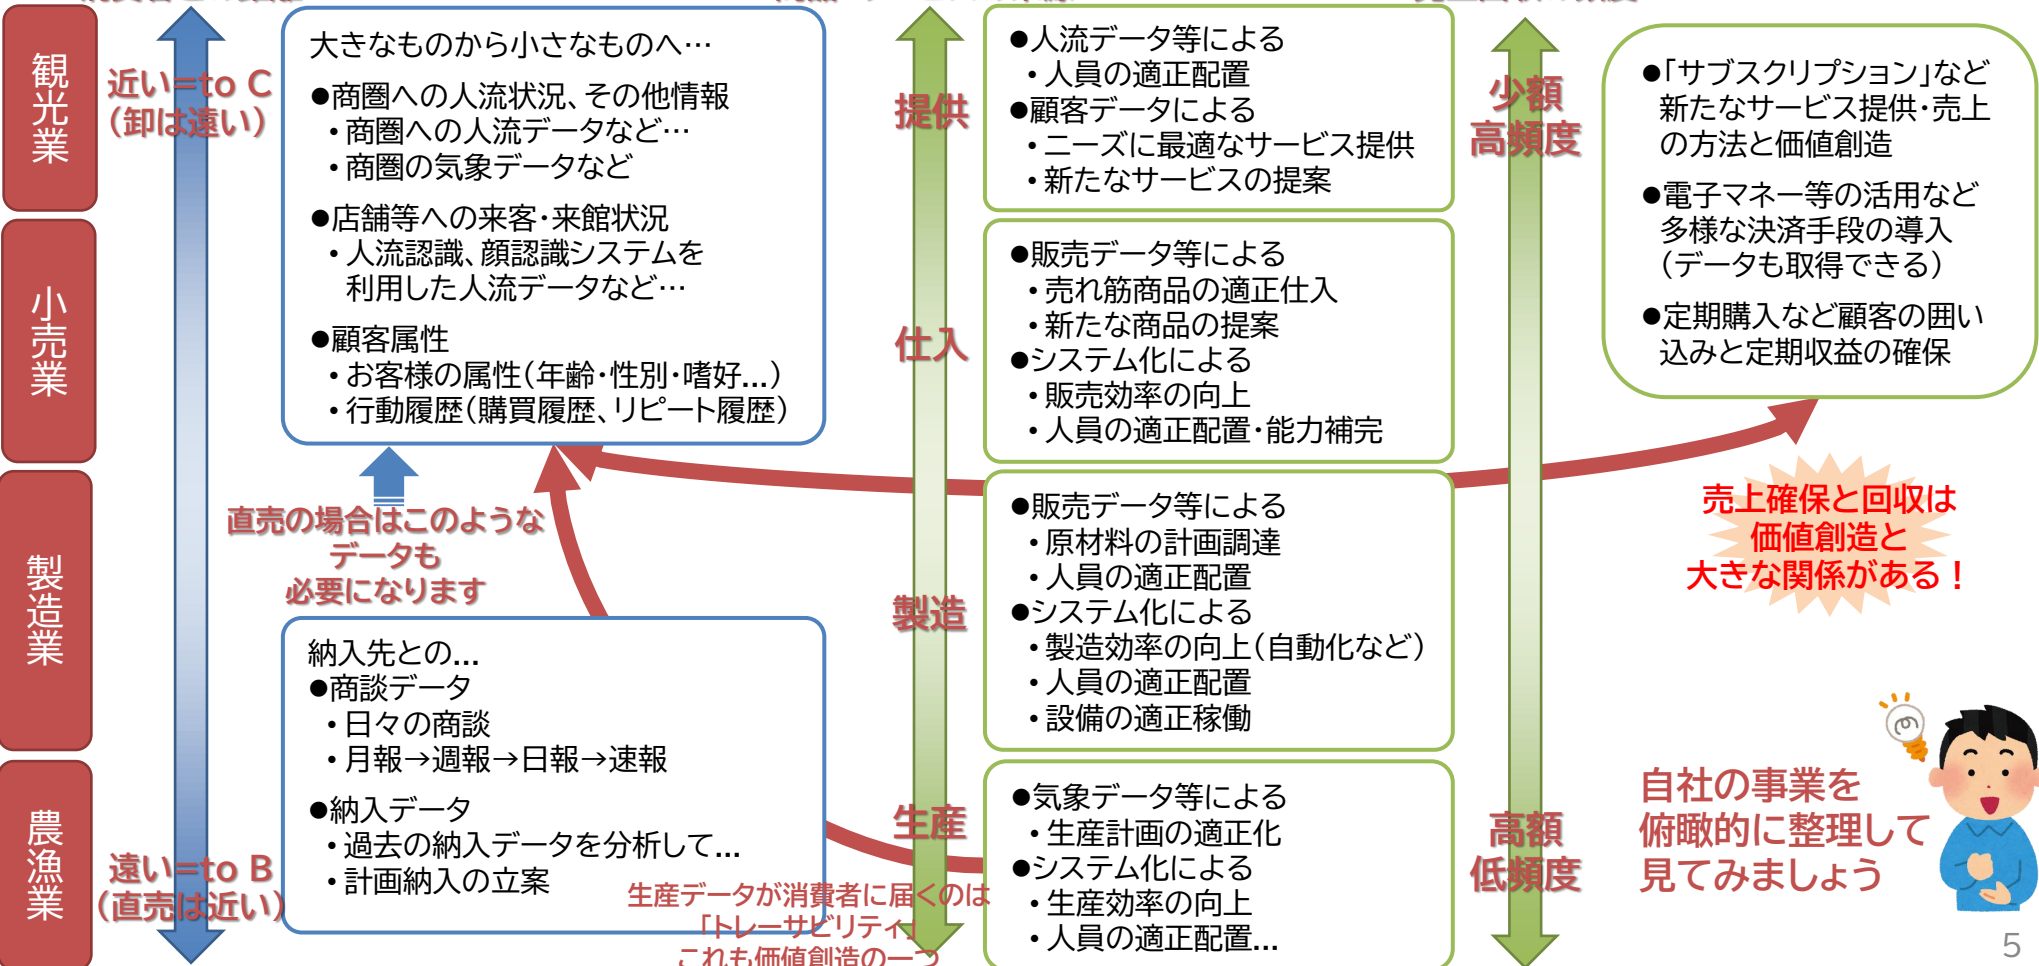 観光業
小売業
製造業
農漁業
近い=to C
（卸は遠い）
遠い=to B
（直売は近い）
大きなものから小さなものへ…
●商圏への人流状況、その他情報
・商圏への人流データなど…
・商圏の気象データなど
●店舗等への来客・来館状況
・人流認識、顔認識システムを
利用した人流データなど…
●顧客属性
・お客様の属性（年齢・性別・嗜好…）
・行動履歴（購買履歴、リピート履歴）
直売の場合はこのような
データも
必要になります
納入先との…
●商談データ
・日々の商談
・月報→週報→日報→速報
●納入データ
・過去の納入データを分析して…
・計画納入の立案
生産データが消費者に届くのは
「トレーサビリティ」
これも価値創造の一つ
提供
仕入
製造
生産
●人流データ等による
・人員の適正配置
●顧客データによる
・ニーズに最適なサービス提供
・新たなサービスの提案
●販売データ等による
・売れ筋商品の適正仕入
・新たな商品の提案
●システム化による
・販売効率の向上
・人員の適正配置・能力補完
●販売データ等による
・原材料の計画調達
・人員の適正配置
●システム化による
・製造効率の向上（自動化など）
・人員の適正配置
・設備の適正稼働
●気象データ等による
・生産計画の適正化
●システム化による
・生産効率の向上
・人員の適正配置…
少額
高頻度
高額
低頻度
●「サブスクリプション」など
新たなサービス提供・売上
の方法と価値創造
●電子マネー等の活用など
多様な決済手段の導入
（データも取得できる）
●定期購入など顧客の囲い
込みと定期収益の確保
売上確保と回収は
価値創造と
大きな関係がある！
自社の事業を
俯瞰的に整理して
見てみましょう
5